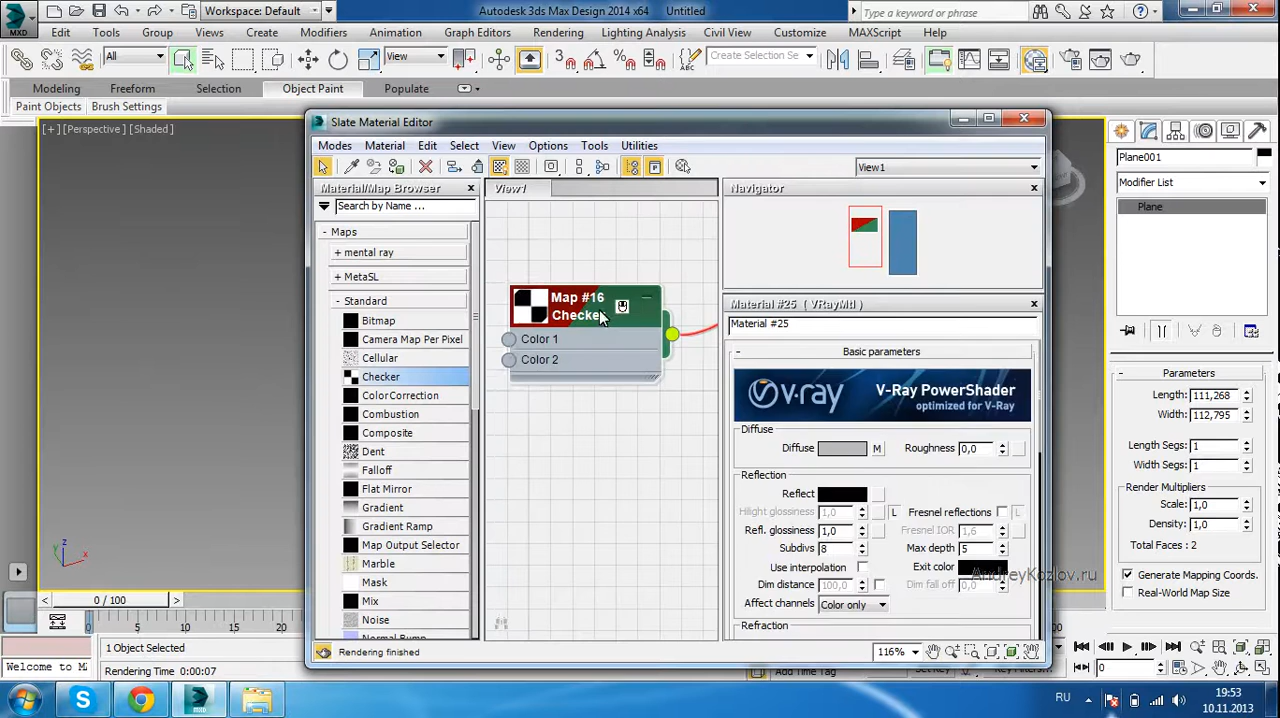 Workspace: Default
Autodesk 3ds Max Design 2014 x64
Untitled
Type a keyword or phrase
MXD
Edit
Tools
Group
Views
Create
Modifiers
Animation
Graph Editors
Rendering
Lighting Analysis
Civil View
Customize
MAXScript
Help
All
View
Create Selection Se
Modeling
Freeform
Selection
Object Paint
Populate
Paint Objects
Brush Settings
[+] [Perspective] [Shaded]
Slate Material Editor
Modes
Material
Edit
Select
View
Options
Tools
Utilities
View1
Material/Map Browser
Search by Name ...
- Maps
+ mental ray
+ MetaSL
- Standard
Bitmap
Camera Map Per Pixel
Cellular
Checker
ColorCorrection
Combustion
Composite
Dent
Falloff
Flat Mirror
Gradient
Gradient Ramp
Map Output Selector
Marble
Mask
Mix
Noise
Normal Bump
View1
Map #16
Checker
Color 1
Color 2
Navigator
Material #25 ( VRayMtl )
Material #25
Basic parameters
v·ray
V-Ray PowerShader
optimized for V-Ray
Diffuse
Diffuse
M
Roughness
0,0
Reflection
Reflect
Hilight glossiness
1,0
L
Fresnel reflections
L
Refl. glossiness
1,0
Fresnel IOR
1,6
Subdivs
8
Max depth
5
Use interpolation
Exit color
Dim distance
100,0
Dim fall off
0,0
Affect channels
Color only
Refraction
AndreyKozlov.ru
Rendering finished
116%
Plane001
Modifier List
Plane
Parameters
Length: 111,268
Width: 112,795
Length Segs: 1
Width Segs: 1
Render Multipliers
Scale: 1,0
Density: 1,0
Total Faces : 2
Generate Mapping Coords.
Real-World Map Size
z
y
x
0 / 100
0
5
10
15
20
25
1 Object Selected
Welcome to M
Rendering Time 0:00:07
Add Time Tag
0
RU
19:53
10.11.2013